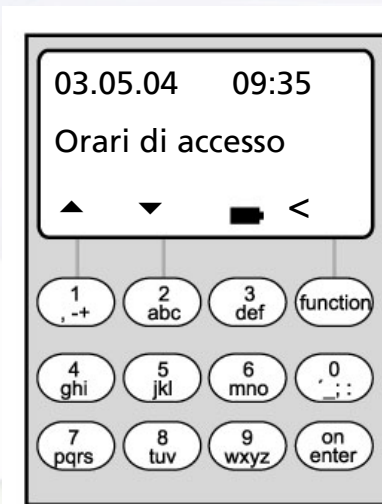 03.05.04 09:35
Orari di accesso
<
1 2 3 function
, -+ abc def
4 5 6 0
ghi jkl mno ´_; :
7 8 9 on
pqrs tuv wxyz enter